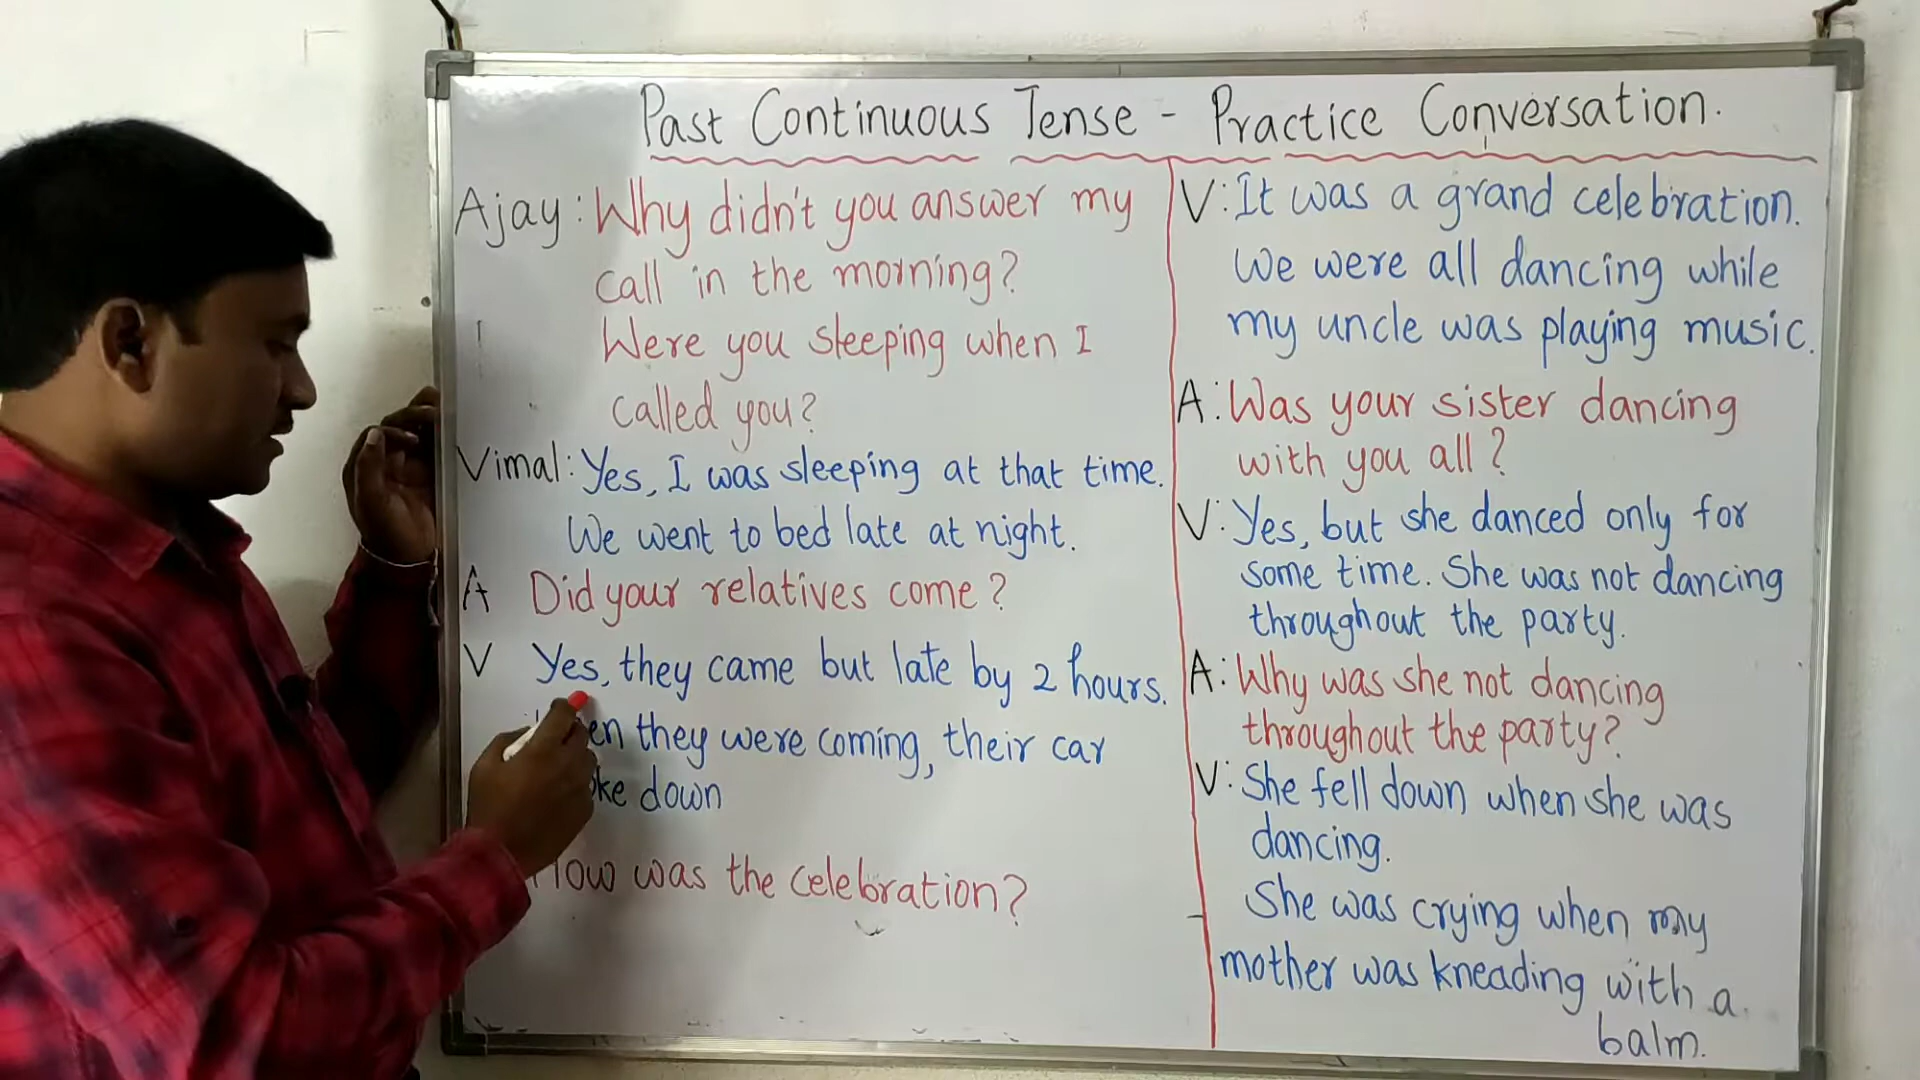 Past Continuous Tense - Practice Conversation.
Ajay: Why didn't you answer my
call in the morning?
Were you sleeping when I
called you?
Vimal: Yes, I was sleeping at that time.
We went to bed late at night.
A Did your relatives come?
V Yes, they came but late by 2 hours.
they were coming, their car
down
How was the celebration?
V: It was a grand celebration.
We were all dancing while
my uncle was playing music.
A: Was your sister dancing
with you all?
V: Yes, but she danced only for
some time. She was not dancing
throughout the party.
A: Why was she not dancing
throughout the party?
V: She fell down when she was
dancing.
She was crying when my
mother was kneading with a
balm.